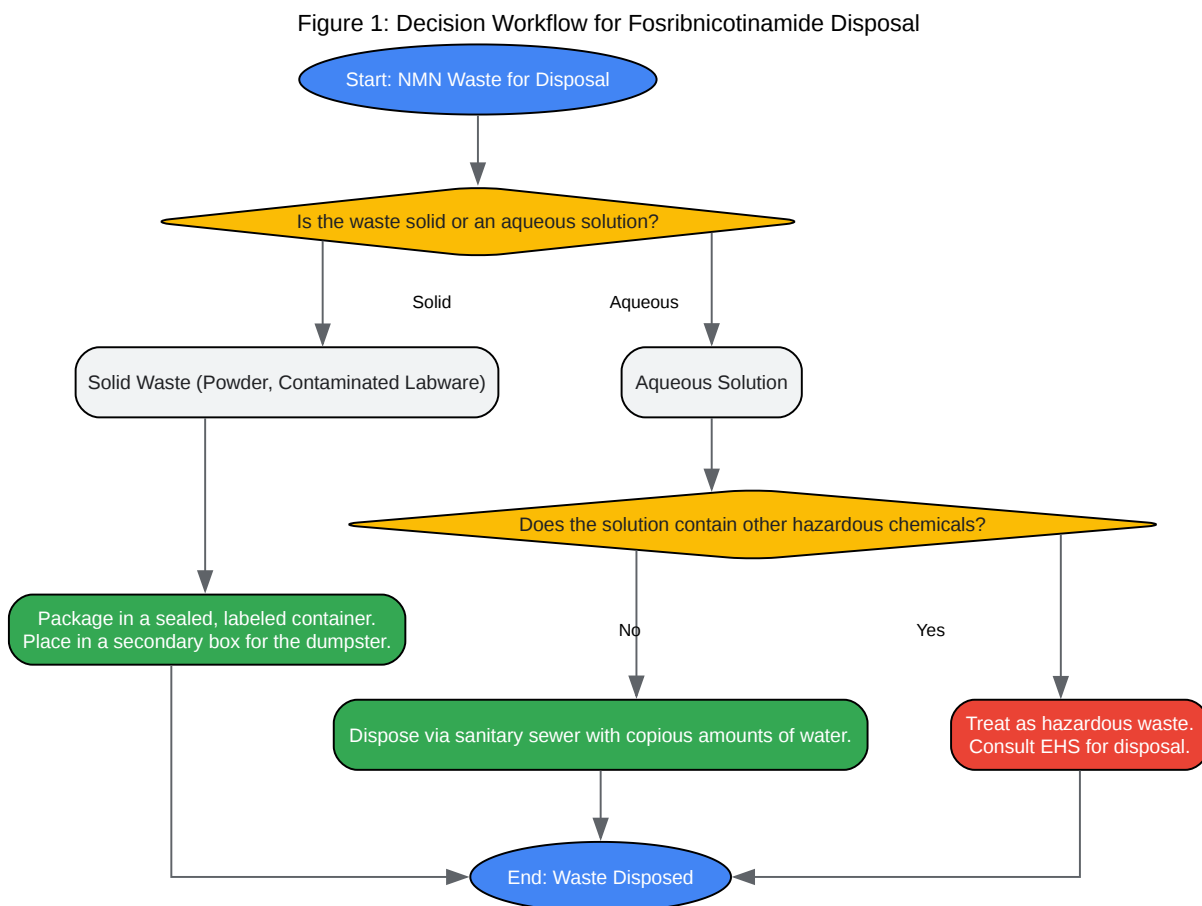 Figure 1: Decision Workflow for Fosribnicotinamide Disposal
Start: NMN Waste for Disposal
Is the waste solid or an aqueous solution?
Solid
Aqueous
Solid Waste (Powder, Contaminated Labware)
Aqueous Solution
Does the solution contain other hazardous chemicals?
Package in a sealed, labeled container.
Place in a secondary box for the dumpster.
No
Yes
Dispose via sanitary sewer with copious amounts of water.
Treat as hazardous waste.
Consult EHS for disposal.
End: Waste Disposed